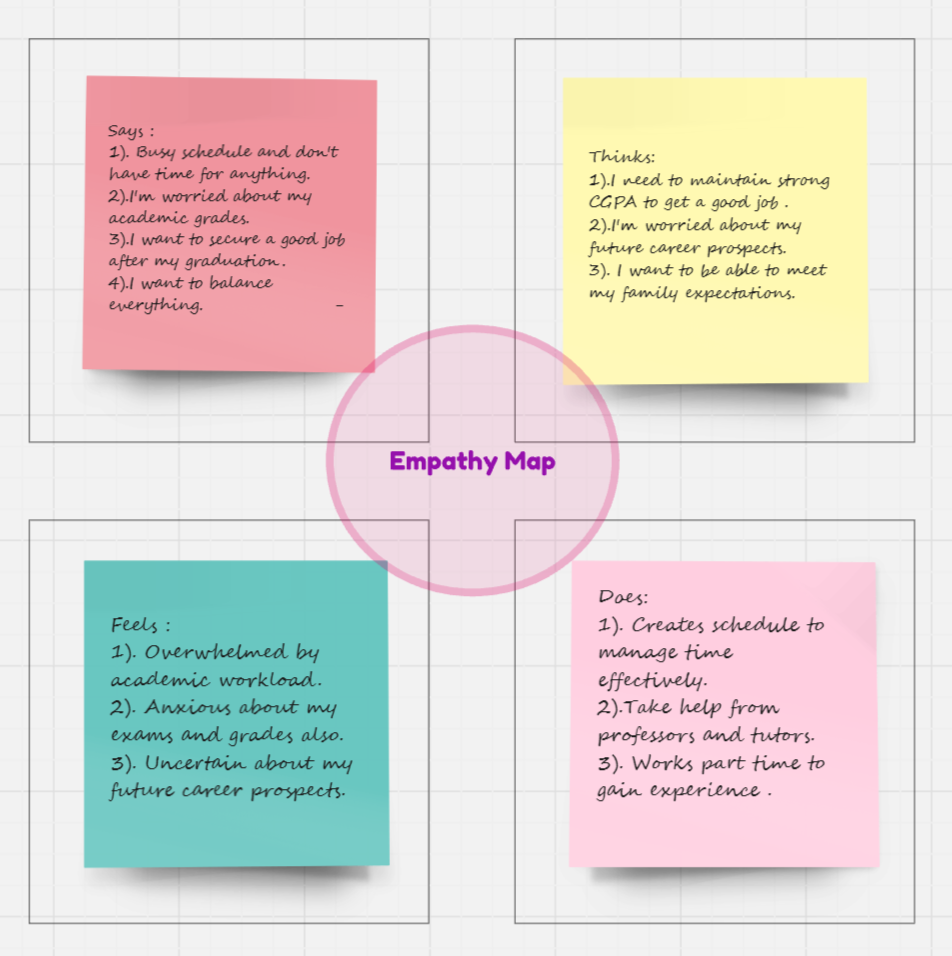 Says :
1). Busy schedule and don't
have time for anything.
2).I'm worried about my
academic grades.
3).I want to secure a good job
after my graduation.
4).I want to balance
everything. -
Thinks:
1).I need to maintain strong
CGPA to get a good job .
2).I'm worried about my
future career prospects.
3). I want to be able to meet
my family expectations.
Empathy Map
Feels :
1). Overwhelmed by
academic workload.
2). Anxious about my
exams and grades also.
3). Uncertain about my
future career prospects.
Does:
1). Creates schedule to
manage time
effectively.
2).Take help from
professors and tutors.
3). Works part time to
gain experience .